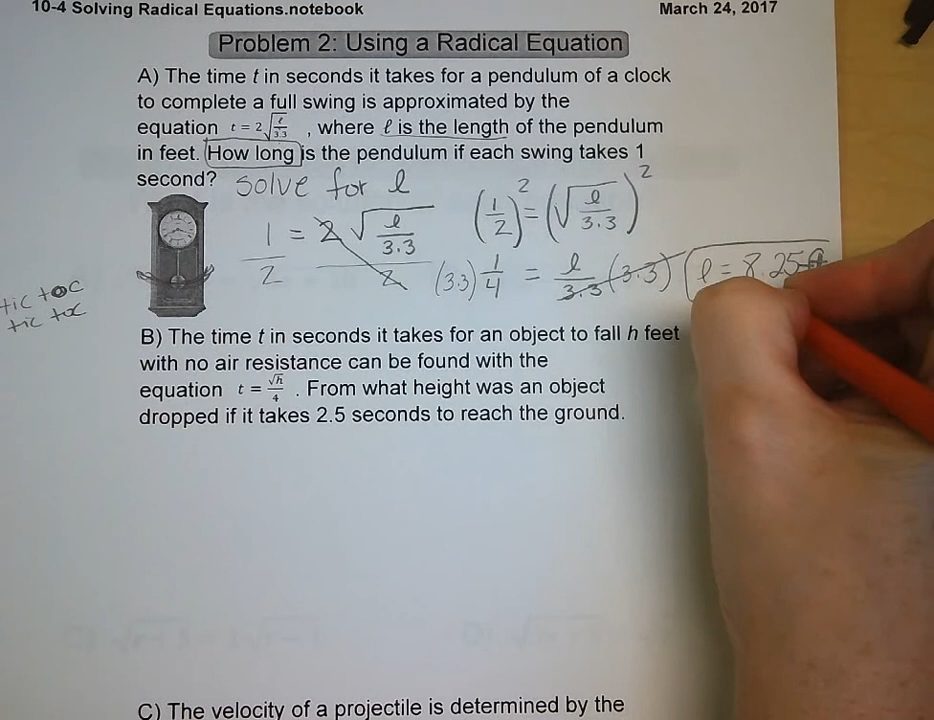 10-4 Solving Radical Equations.notebook
March 24, 2017
Problem 2: Using a Radical Equation
A) The time t in seconds it takes for a pendulum of a clock
to complete a full swing is approximated by the
equation t = 2√(ℓ/3.3) , where ℓ is the length of the pendulum
in feet. How long is the pendulum if each swing takes 1
second? solve for ℓ
1/2 = 2√(ℓ/3.3)/2
(1/2)² = (√(ℓ/3.3))²
(3.3) 1/4 = ℓ/3.3 (3.3)
ℓ = 8.25
tic toc
tic toc
B) The time t in seconds it takes for an object to fall h feet
with no air resistance can be found with the
equation t = √h/4 . From what height was an object
dropped if it takes 2.5 seconds to reach the ground.
C) The velocity of a projectile is determined by the